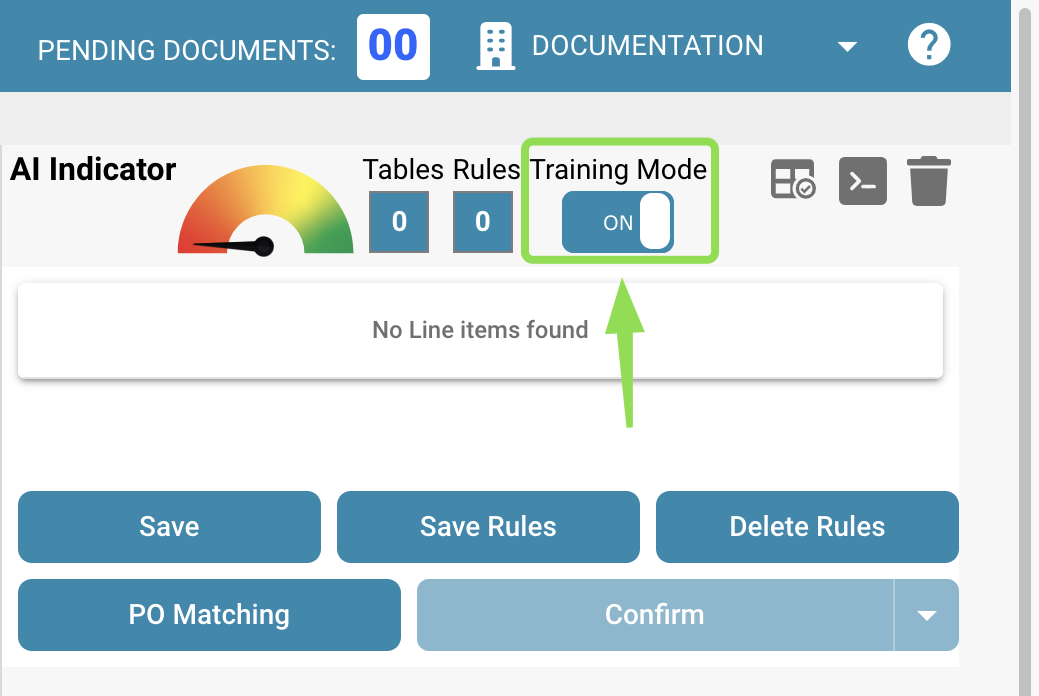 PENDING DOCUMENTS: 00 DOCUMENTATION ?
AI Indicator Tables Rules Training Mode
0 0 ON
No Line items found
Save Save Rules Delete Rules
PO Matching Confirm